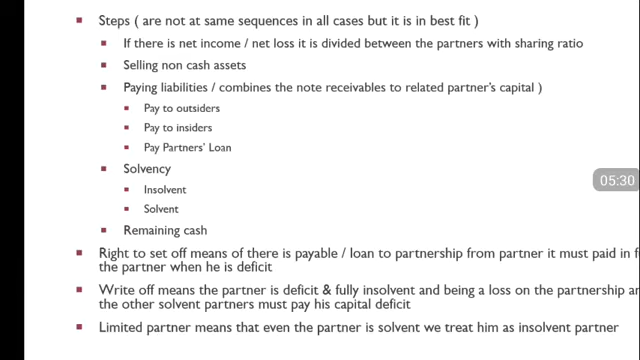 Steps ( are not at same sequences in all cases but it is in best fit )
If there is net income / net loss it is divided between the partners with sharing ratio
Selling non cash assets
Paying liabilities / combines the note receivables to related partner's capital )
Pay to outsiders
Pay to insiders
Pay Partners' Loan
Solvency
05:30
Insolvent
Solvent
Remaining cash
Right to set off means of there is payable / loan to partnership from partner it must paid in
the partner when he is deficit
Write off means the partner is deficit & fully insolvent and being a loss on the partnership
the other solvent partners must pay his capital deficit
Limited partner means that even the partner is solvent we treat him as insolvent partner